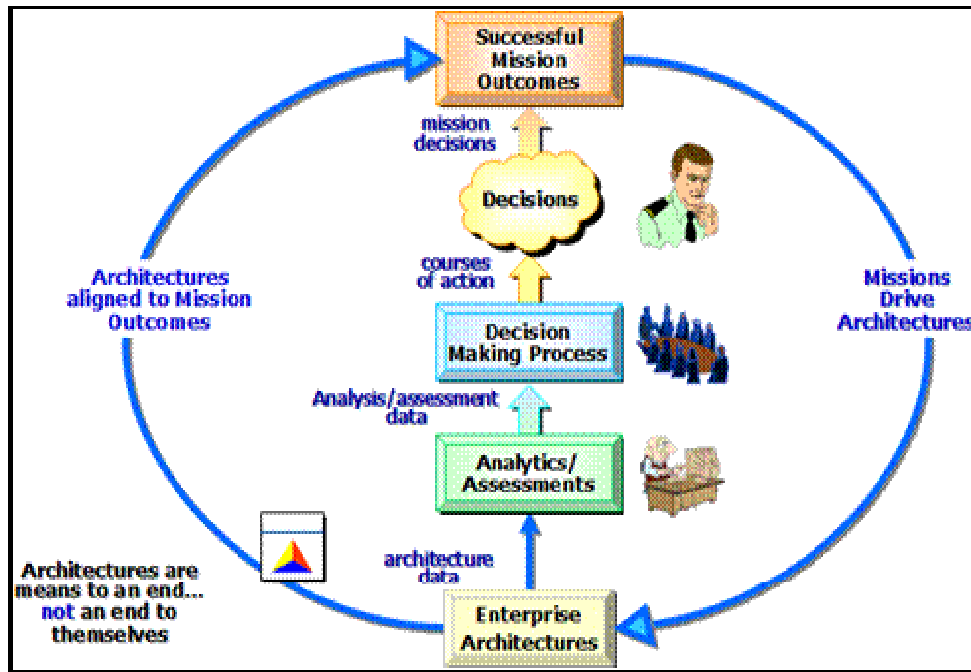 Successful
Mission
Outcomes
mission
decisions
Decisions
courses
of action
Architectures
aligned to Mission
Outcomes
Missions
Drive
Architectures
Decision
Making Process
Analysis/assessment
data
Analytics/
Assessments
architecture
data
Architectures are
means to an end...
not an end to
themselves
Enterprise
Architectures